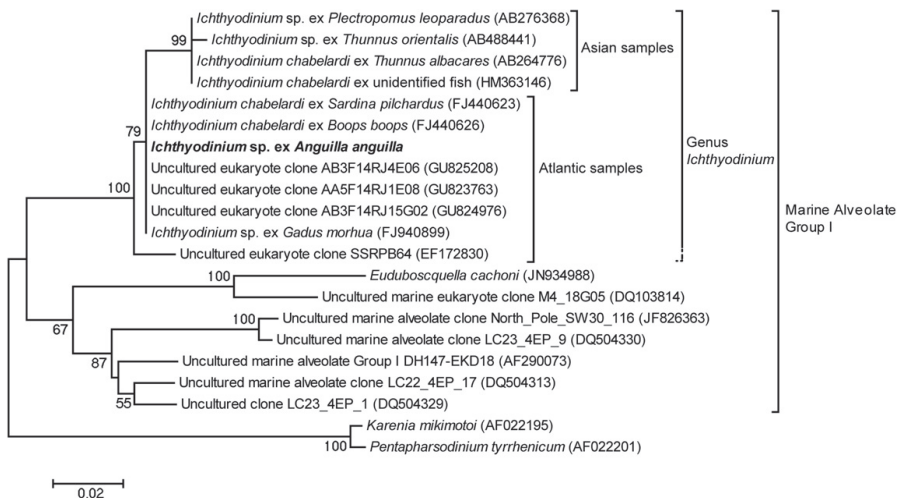 Ichthyodinium sp. ex Plectropomus leoparadus (AB276368)
99
Ichthyodinium sp. ex Thunnus orientalis (AB488441)
Asian samples
Ichthyodinium chabelardi ex Thunnus albacares (AB264776)
Ichthyodinium chabelardi ex unidentified fish (HM363146)
Ichthyodinium chabelardi ex Sardina pilchardus (FJ440623)
79
Ichthyodinium chabelardi ex Boops boops (FJ440626)
Ichthyodinium sp. ex Anguilla anguilla
Genus
Ichthyodinium
Uncultured eukaryote clone AB3F14RJ4E06 (GU825208)
Atlantic samples
100
Uncultured eukaryote clone AA5F14RJ1E08 (GU823763)
Uncultured eukaryote clone AB3F14RJ15G02 (GU824976)
Marine Alveolate
Group I
Ichthyodinium sp. ex Gadus morhua (FJ940899)
Uncultured eukaryote clone SSRPB64 (EF172830)
100
Euduboscquella cachoni (JN934988)
Uncultured marine eukaryote clone M4_18G05 (DQ103814)
67
100
Uncultured marine alveolate clone North_Pole_SW30_116 (JF826363)
Uncultured marine alveolate clone LC23_4EP_9 (DQ504330)
87
Uncultured marine alveolate Group I DH147-EKD18 (AF290073)
Uncultured marine alveolate clone LC22_4EP_17 (DQ504313)
55
Uncultured clone LC23_4EP_1 (DQ504329)
Karenia mikimotoi (AF022195)
100
Pentapharsodinium tyrrhenicum (AF022201)
0.02